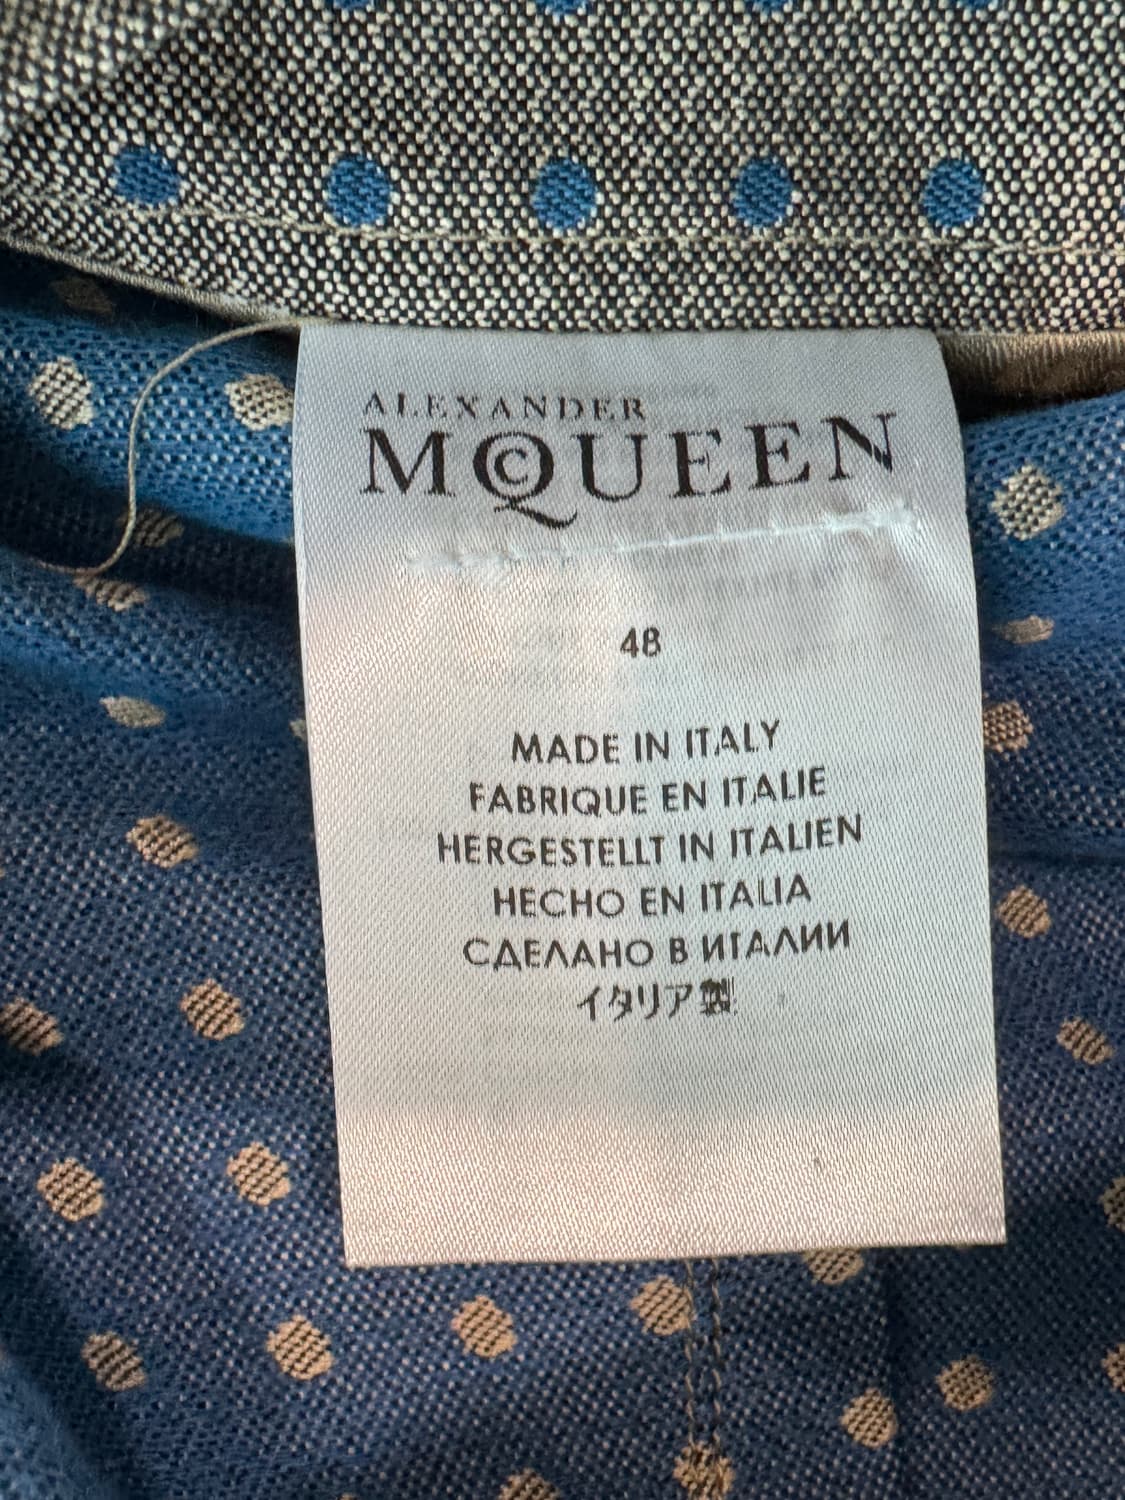 ALEXANDER
MCQUEEN
48
MADE IN ITALY
FABRIQUE EN ITALIE
HERGESTELLT IN ITALIEN
HECHO EN ITALIA
СДЕЛАНО В ИТАЛИИ
イタリア製